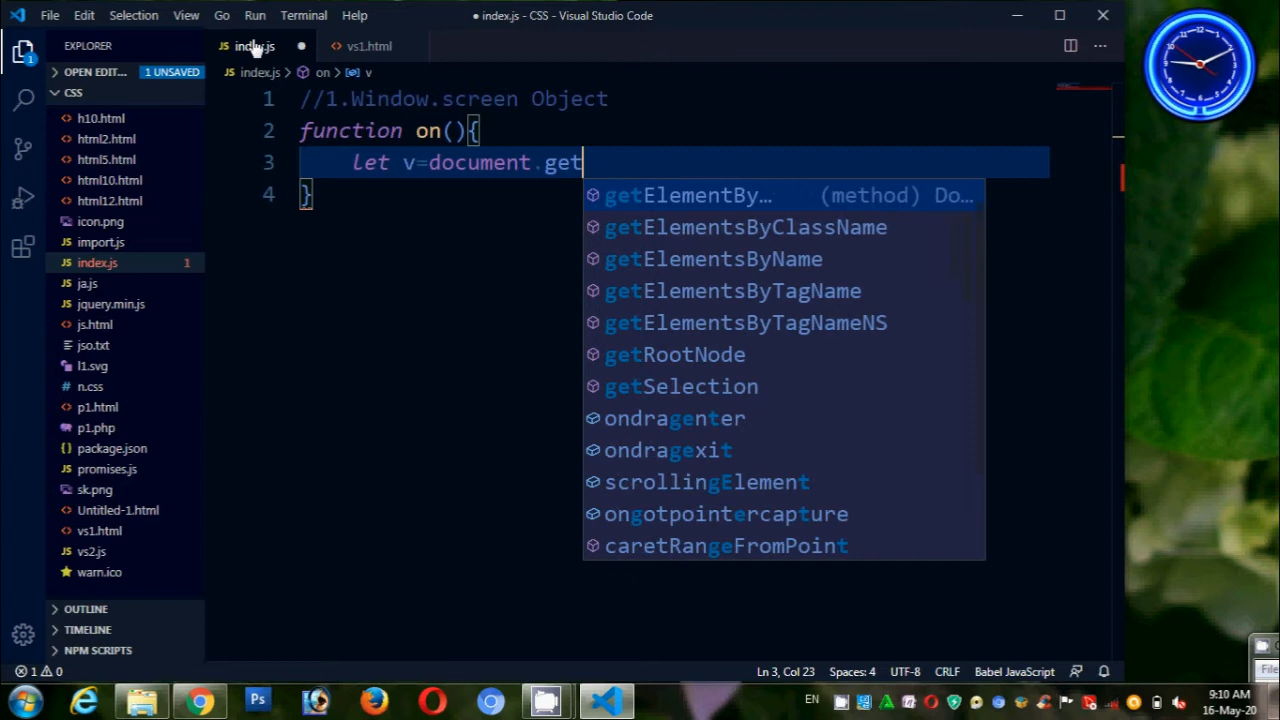 File Edit Selection View Go Run Terminal Help
● index.js - CSS - Visual Studio Code
EXPLORER
OPEN EDIT... 1 UNSAVED
CSS
h10.html
html2.html
html5.html
html10.html
html12.html
icon.png
import.js
index.js 1
ja.js
jquery.min.js
js.html
jso.txt
l1.svg
n.css
p1.html
p1.php
package.json
promises.js
sk.png
Untitled-1.html
vs1.html
vs2.js
warn.ico
OUTLINE
TIMELINE
NPM SCRIPTS
JS index.js ● <> vs1.html
JS index.js > on > v
1 //1.Window.screen Object
2 function on(){
3 let v=document.get
4 }
getElementBy… (method) Do…
getElementsByClassName
getElementsByName
getElementsByTagName
getElementsByTagNameNS
getRootNode
getSelection
ondragenter
ondragexit
scrollingElement
ongotpointercapture
caretRangeFromPoint
1 0 Ln 3, Col 23 Spaces: 4 UTF-8 CRLF Babel JavaScript
Ps EN 9:10 AM
16-May-20